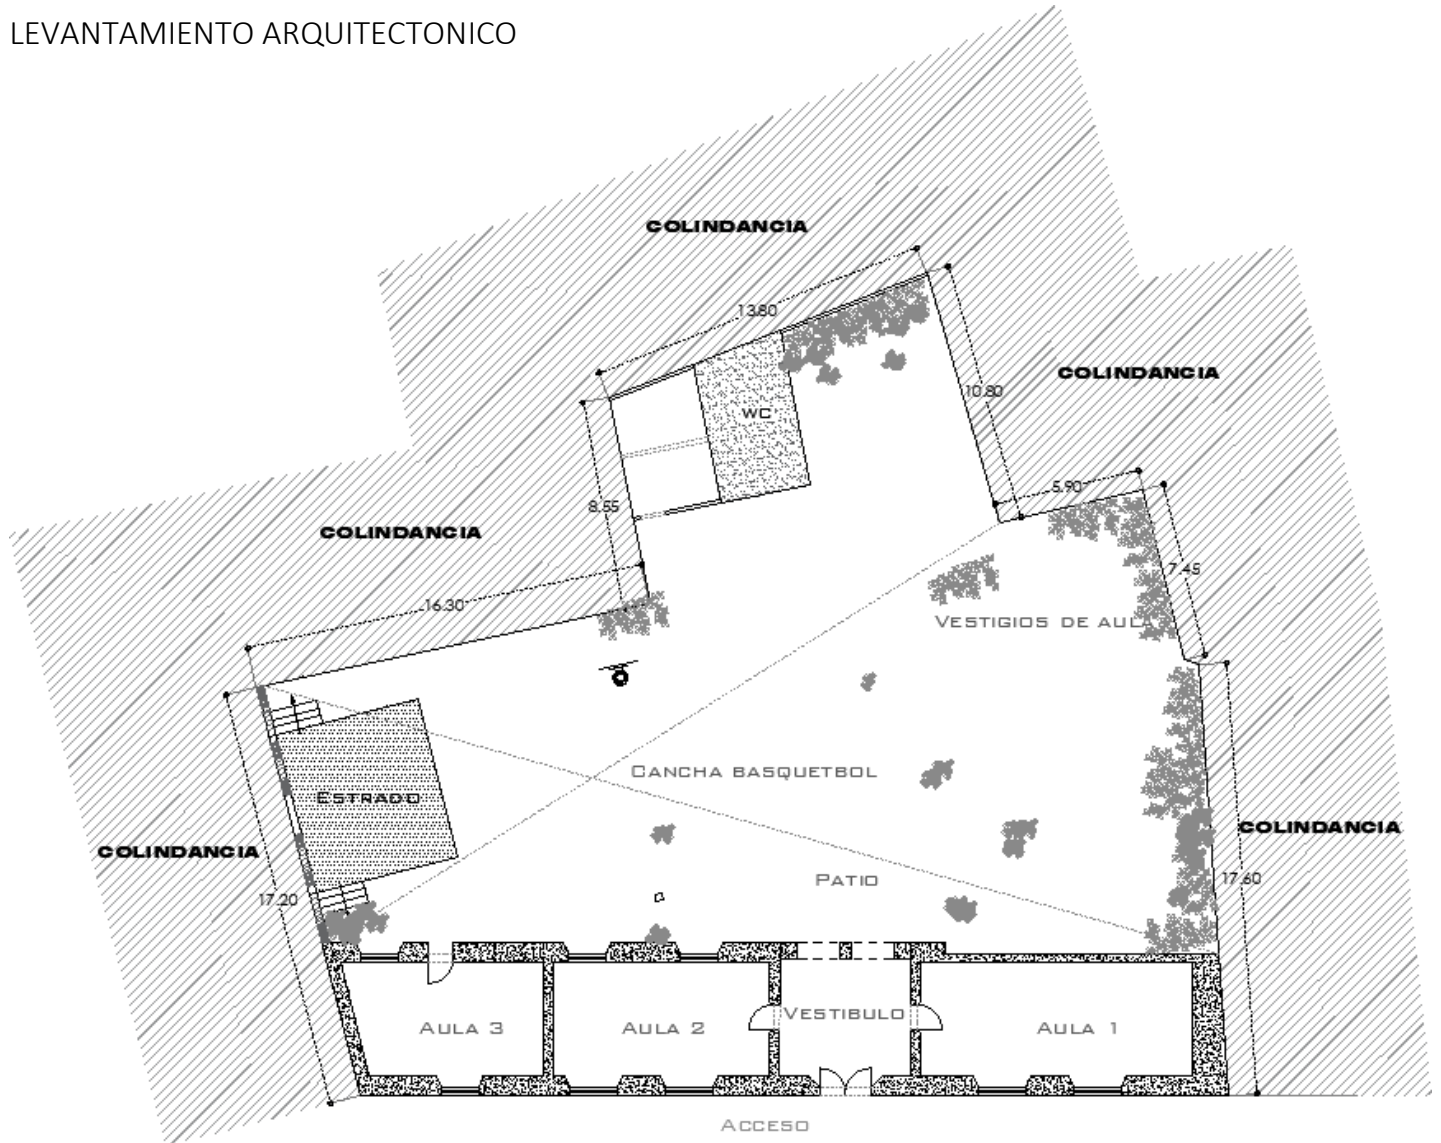 LEVANTAMIENTO ARQUITECTONICO
COLINDANCIA
13.80
COLINDANCIA
10.80
WC
5.90
8.55
COLINDANCIA
7.45
16.30
VESTIGIOS DE AULA
CANCHA BASQUETBOL
ESTRADO
COLINDANCIA
COLINDANCIA
PATIO
17.60
17.20
VESTIBULO
AULA 3
AULA 2
AULA 1
ACCESO